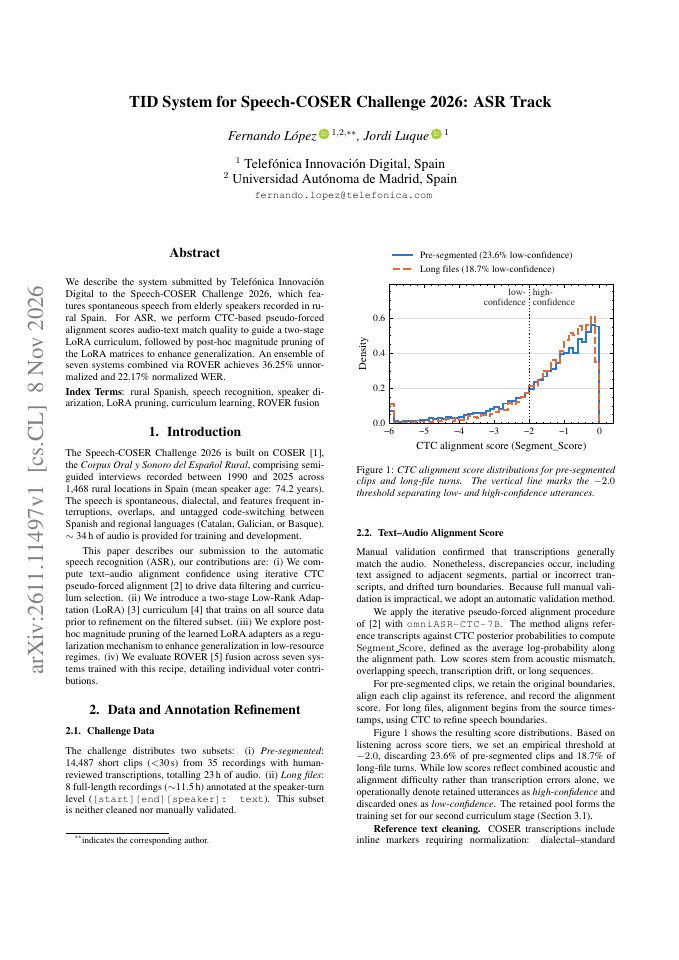 TID System for Speech-COSER Challenge 2026: ASR Track
Fernando López 1,2,**, Jordi Luque 1
1 Telefónica Innovación Digital, Spain
2 Universidad Autónoma de Madrid, Spain
fernando.lopez@telefonica.com
arXiv:2611.11497v1 [cs.CL] 8 Nov 2026
Abstract
We describe the system submitted by Telefónica Innovación
Digital to the Speech-COSER Challenge 2026, which fea-
tures spontaneous speech from elderly speakers recorded in ru-
ral Spain. For ASR, we perform CTC-based pseudo-forced
alignment scores audio-text match quality to guide a two-stage
LoRA curriculum, followed by post-hoc magnitude pruning of
the LoRA matrices to enhance generalization. An ensemble of
seven systems combined via ROVER achieves 36.25% unnor-
malized and 22.17% normalized WER.
Index Terms: rural Spanish, speech recognition, speaker di-
arization, LoRA pruning, curriculum learning, ROVER fusion
1. Introduction
The Speech-COSER Challenge 2026 is built on COSER [1],
the Corpus Oral y Sonoro del Español Rural, comprising semi-
guided interviews recorded between 1990 and 2025 across
1,468 rural locations in Spain (mean speaker age: 74.2 years).
The speech is spontaneous, dialectal, and features frequent in-
terruptions, overlaps, and untagged code-switching between
Spanish and regional languages (Catalan, Galician, or Basque).
∼ 34 h of audio is provided for training and development.
This paper describes our submission to the automatic
speech recognition (ASR), our contributions are: (i) We com-
pute text–audio alignment confidence using iterative CTC
pseudo-forced alignment [2] to drive data filtering and curricu-
lum selection. (ii) We introduce a two-stage Low-Rank Adap-
tation (LoRA) [3] curriculum [4] that trains on all source data
prior to refinement on the filtered subset. (iii) We explore post-
hoc magnitude pruning of the learned LoRA adapters as a reg-
ularization mechanism to enhance generalization in low-resource
regimes. (iv) We evaluate ROVER [5] fusion across seven sys-
tems trained with this recipe, detailing individual voter contri-
butions.
2. Data and Annotation Refinement
2.1. Challenge Data
The challenge distributes two subsets: (i) Pre-segmented:
14,487 short clips (<30 s) from 35 recordings with human-
reviewed transcriptions, totalling 23 h of audio. (ii) Long files:
8 full-length recordings (∼11.5 h) annotated at the speaker-turn
level ([start][end][speaker]: text). This subset
is neither cleaned nor manually validated.
**indicates the corresponding author.
Pre-segmented (23.6% low-confidence)
Long files (18.7% low-confidence)
low- high-
confidence confidence
0.6
0.4
0.2
0.0
Density
−6 −5 −4 −3 −2 −1 0
CTC alignment score (Segment_Score)
Figure 1: CTC alignment score distributions for pre-segmented
clips and long-file turns. The vertical line marks the −2.0
threshold separating low- and high-confidence utterances.
2.2. Text–Audio Alignment Score
Manual validation confirmed that transcriptions generally
match the audio. Nonetheless, discrepancies occur, including
text assigned to adjacent segments, partial or incorrect tran-
scripts, and drifted turn boundaries. Because full manual vali-
dation is impractical, we adopt an automatic validation method.
We apply the iterative pseudo-forced alignment procedure
of [2] with omniASR-CTC-7B. The method aligns refer-
ence transcripts against CTC posterior probabilities to compute
Segment_Score, defined as the average log-probability along
the alignment path. Low scores stem from acoustic mismatch,
overlapping speech, transcription drift, or long sequences.
For pre-segmented clips, we retain the original boundaries,
align each clip against its reference, and record the alignment
score. For long files, alignment begins from the source times-
tamps, using CTC to refine speech boundaries.
Figure 1 shows the resulting score distributions. Based on
listening across score tiers, we set an empirical threshold at
−2.0, discarding 23.6% of pre-segmented clips and 18.7% of
long-file turns. While low scores reflect combined acoustic and
alignment difficulty rather than transcription errors alone, we
operationally denote retained utterances as high-confidence and
discarded ones as low-confidence. The retained pool forms the
training set for our second curriculum stage (Section 3.1).
Reference text cleaning. COSER transcriptions include
inline markers requiring normalization: dialectal–standard